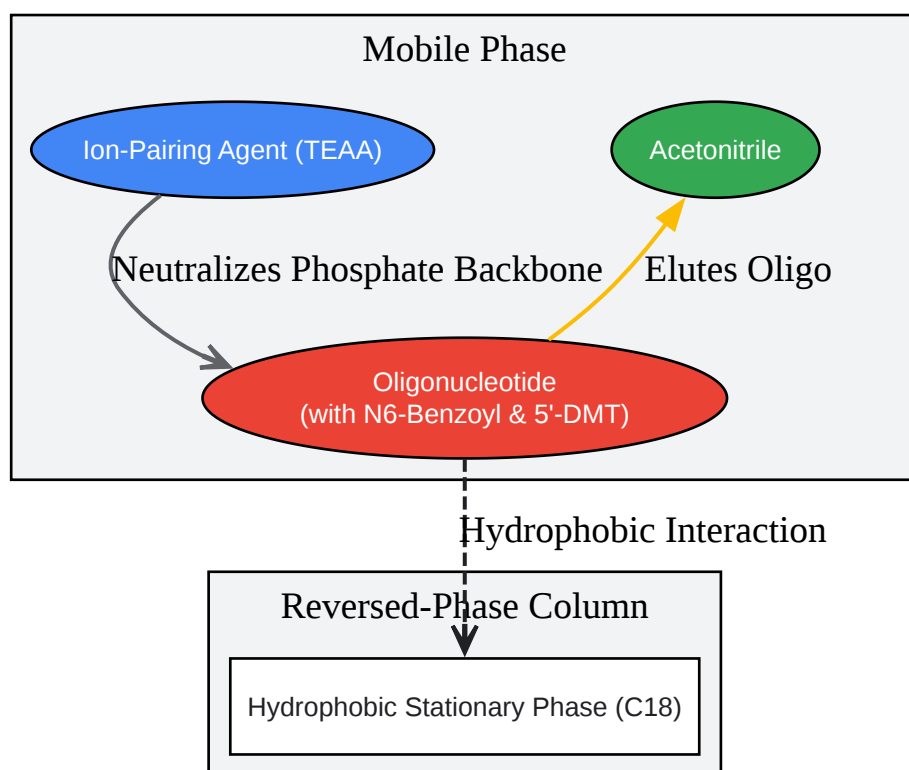 Mobile Phase
Ion-Pairing Agent (TEAA)
Acetonitrile
Neutralizes Phosphate Backbone
Elutes Oligo
Oligonucleotide
(with N6-Benzoyl & 5'-DMT)
Hydrophobic Interaction
Reversed-Phase Column
Hydrophobic Stationary Phase (C18)